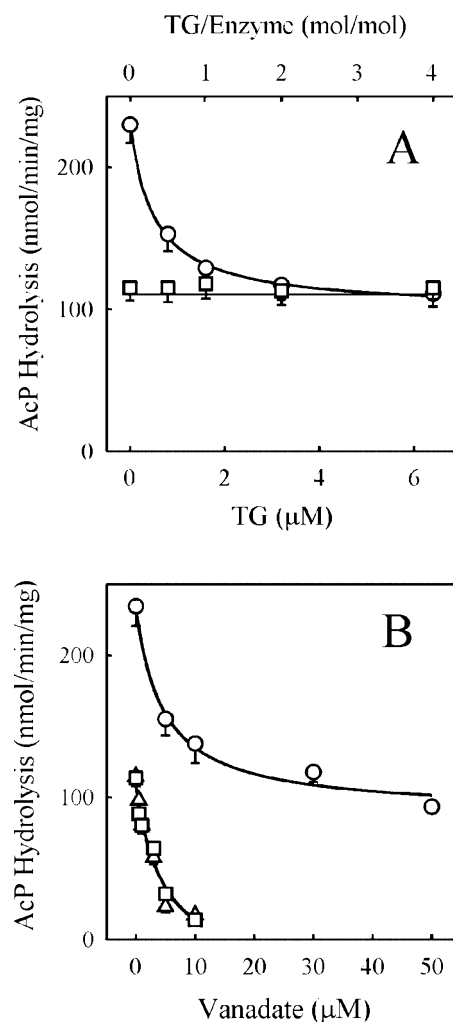 TG/Enzyme (mol/mol)
0 1 2 3 4
A
AcP Hydrolysis (nmol/min/mg)
200
100
0
0 2 4 6
TG (μM)
B
AcP Hydrolysis (nmol/min/mg)
200
100
0
0 10 20 30 40 50
Vanadate (μM)